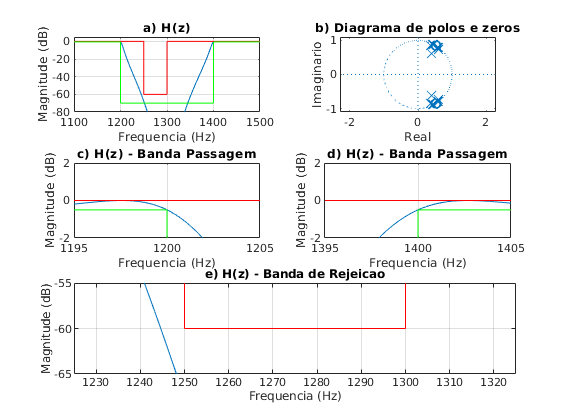 a) H(z)
Magnitude (dB)
0
-20
-40
-60
-80
1100 1200 1300 1400 1500
Frequencia (Hz)
b) Diagrama de polos e zeros
Imaginario
1
0
-1
-2 0 2
Real
c) H(z) - Banda Passagem
Magnitude (dB)
2
0
-2
1195 1200 1205
Frequencia (Hz)
d) H(z) - Banda Passagem
Magnitude (dB)
2
0
-2
1395 1400 1405
Frequencia (Hz)
e) H(z) - Banda de Rejeicao
Magnitude (dB)
-55
-60
-65
1230 1240 1250 1260 1270 1280 1290 1300 1310 1320
Frequencia (Hz)